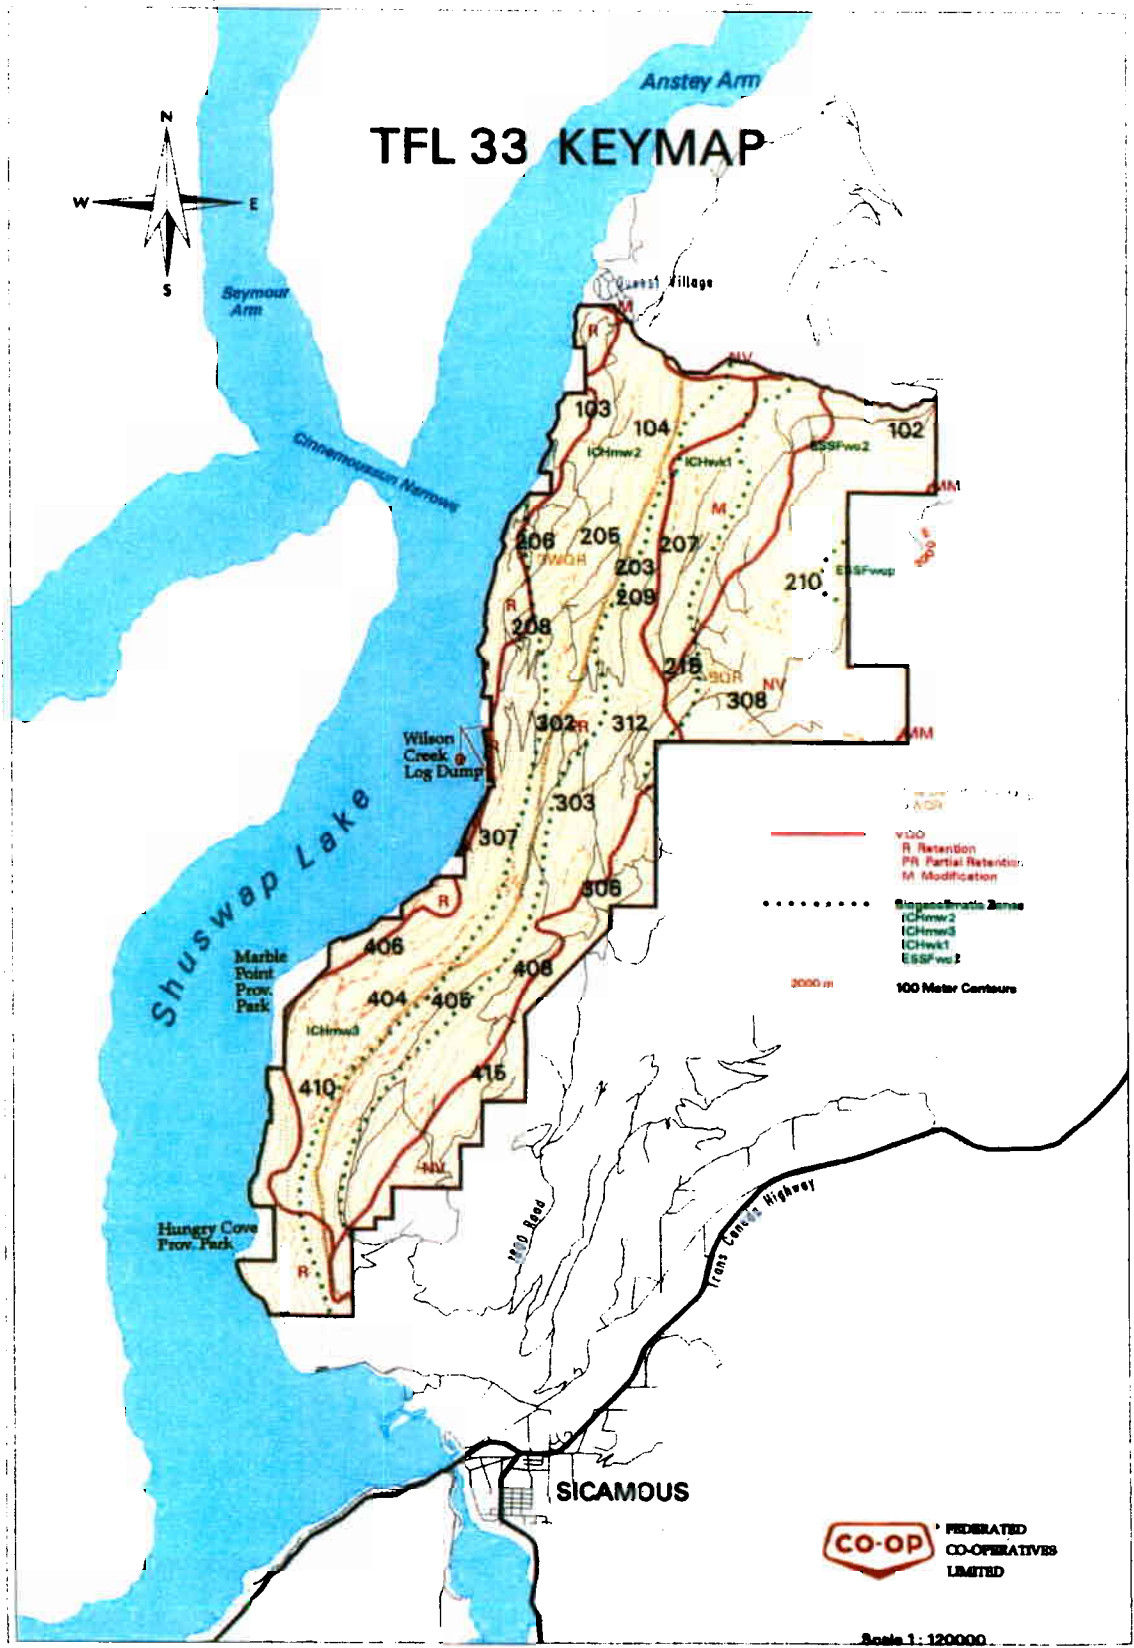 Anstey Arm
TFL 33 KEYMAP
N
W
E
S
Seymour
Arm
Village
M
R
NV
103
104
102
ICHmw2
ICHwk1
Cinnemousun Narrows
M
206
205
207
203
209
210
R
208
215
NV
308
302
312
MM
Wilson
Creek
Log Dump
R
303
307
306
Shuswap Lake
R
406
408
Marble
Point
Prov.
Park
404
405
ICHmw3
415
410
NV
Hungry Cove
Prov. Park
R
R Retention
PR Partial Retention
M Modification
Biogeoclimatic Zones
ICHmw2
ICHmw3
ICHwk1
2000 m
100 Meter Contours
Road
Trans Canada Highway
SICAMOUS
CO-OP
FEDERATED
CO-OPERATIVES
LIMITED
Scale 1 : 120000